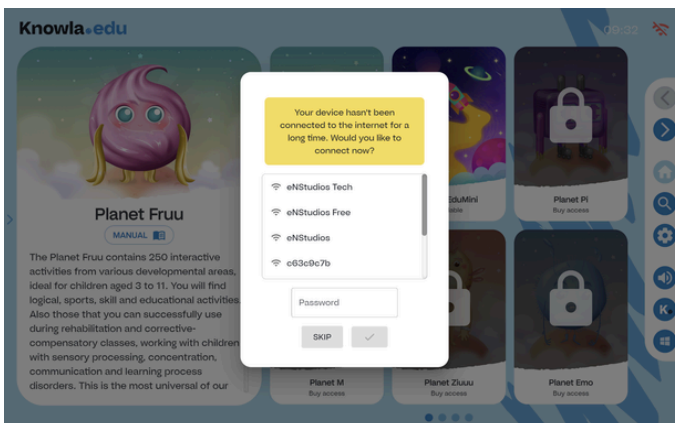 Knowla.edu
09:32
Your device hasn't been
connected to the internet for a
long time. Would you like to
connect now?
eNStudios Tech
eNStudios Free
eNStudios
c63c9c7b
Password
SKIP
Planet Fruu
MANUAL
The Planet Fruu contains 250 interactive
activities from various developmental areas,
ideal for children aged 3 to 11. You will find
logical, sports, skill and educational activities.
Also those that you can successfully use
during rehabilitation and corrective-
compensatory classes, working with children
with sensory processing, concentration,
communication and learning process
disorders. This is the most universal of our
EduMini
Planet Pi
Buy access
Planet M
Buy access
Planet Ziuuu
Buy access
Planet Emo
Buy access
K